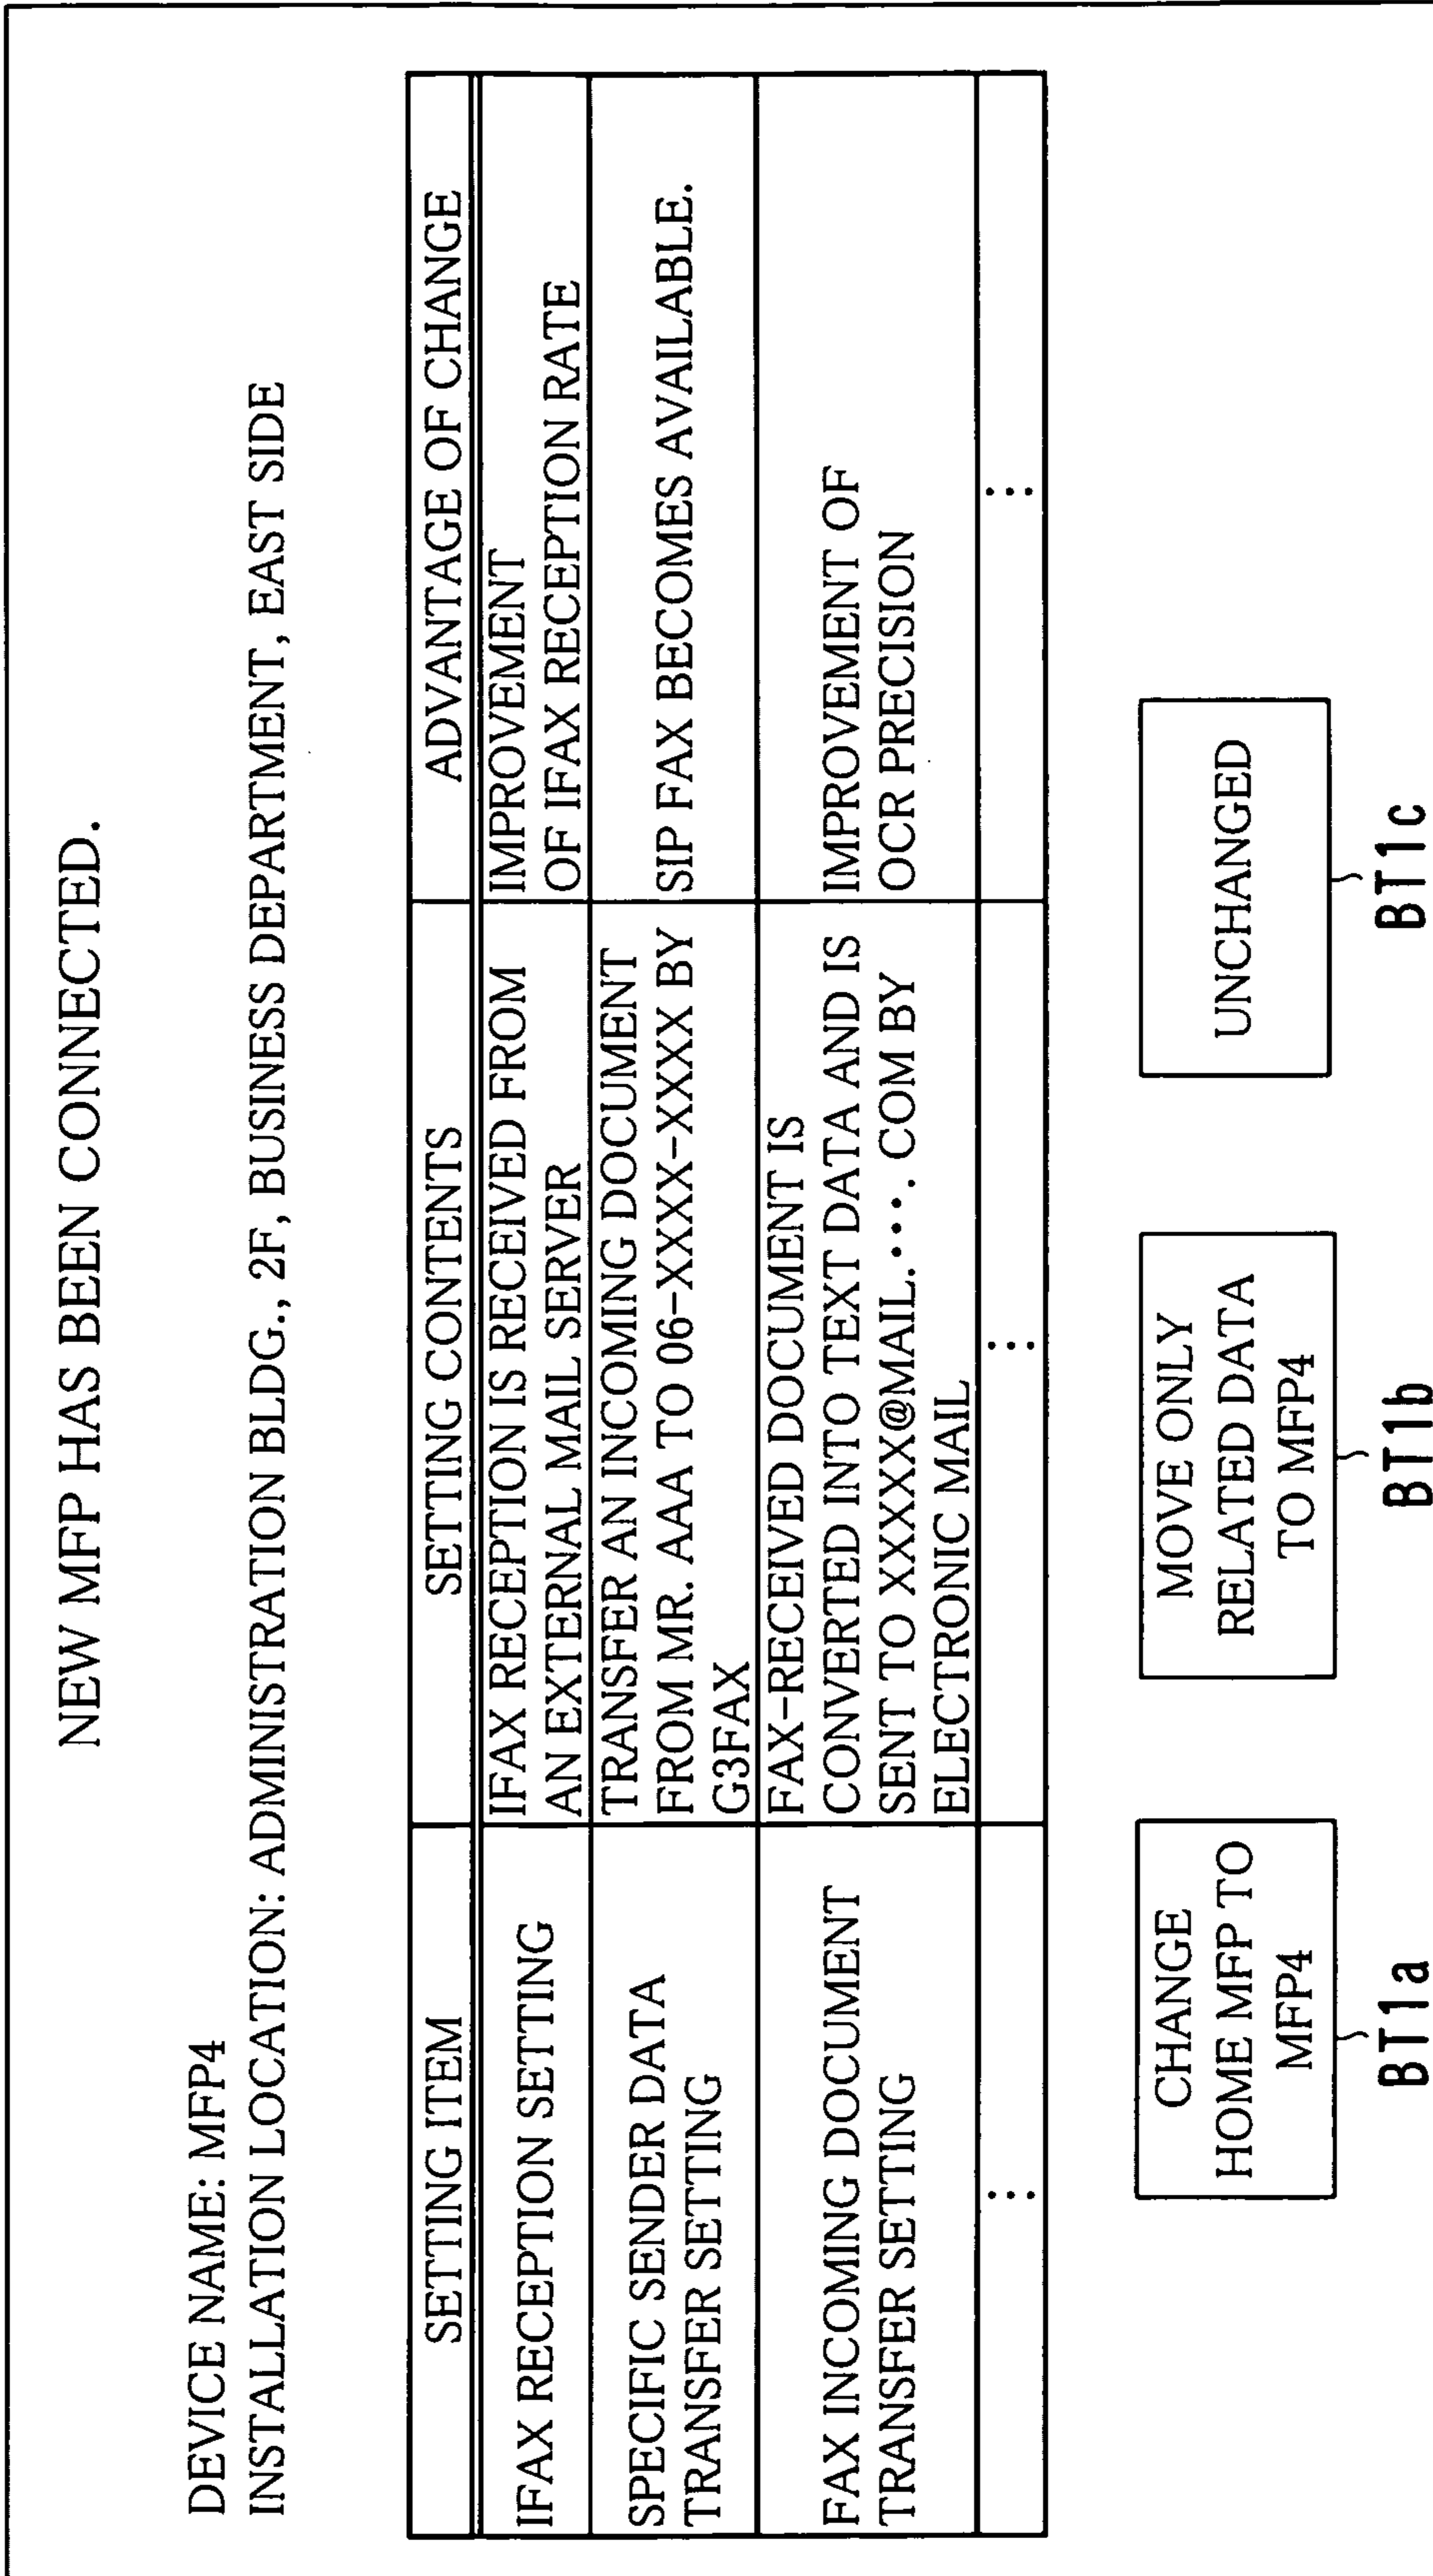 NEW MFP HAS BEEN CONNECTED.
DEVICE NAME: MFP4
INSTALLATION LOCATION: ADMINISTRATION BLDG., 2F, BUSINESS DEPARTMENT, EAST SIDE
SETTING ITEM
SETTING CONTENTS
ADVANTAGE OF CHANGE
IFAX RECEPTION SETTING
IFAX RECEPTION IS RECEIVED FROM
AN EXTERNAL MAIL SERVER
IMPROVEMENT
OF IFAX RECEPTION RATE
SPECIFIC SENDER DATA
TRANSFER SETTING
TRANSFER AN INCOMING DOCUMENT
FROM MR. AAA TO 06-XXXX-XXXX BY
G3FAX
SIP FAX BECOMES AVAILABLE.
FAX INCOMING DOCUMENT
TRANSFER SETTING
FAX-RECEIVED DOCUMENT IS
CONVERTED INTO TEXT DATA AND IS
SENT TO XXXXX@MAIL.···. COM BY
ELECTRONIC MAIL
IMPROVEMENT OF
OCR PRECISION
⋮
⋮
⋮
CHANGE
HOME MFP TO
MFP4
BT1a
MOVE ONLY
RELATED DATA
TO MFP4
BT1b
UNCHANGED
BT1c